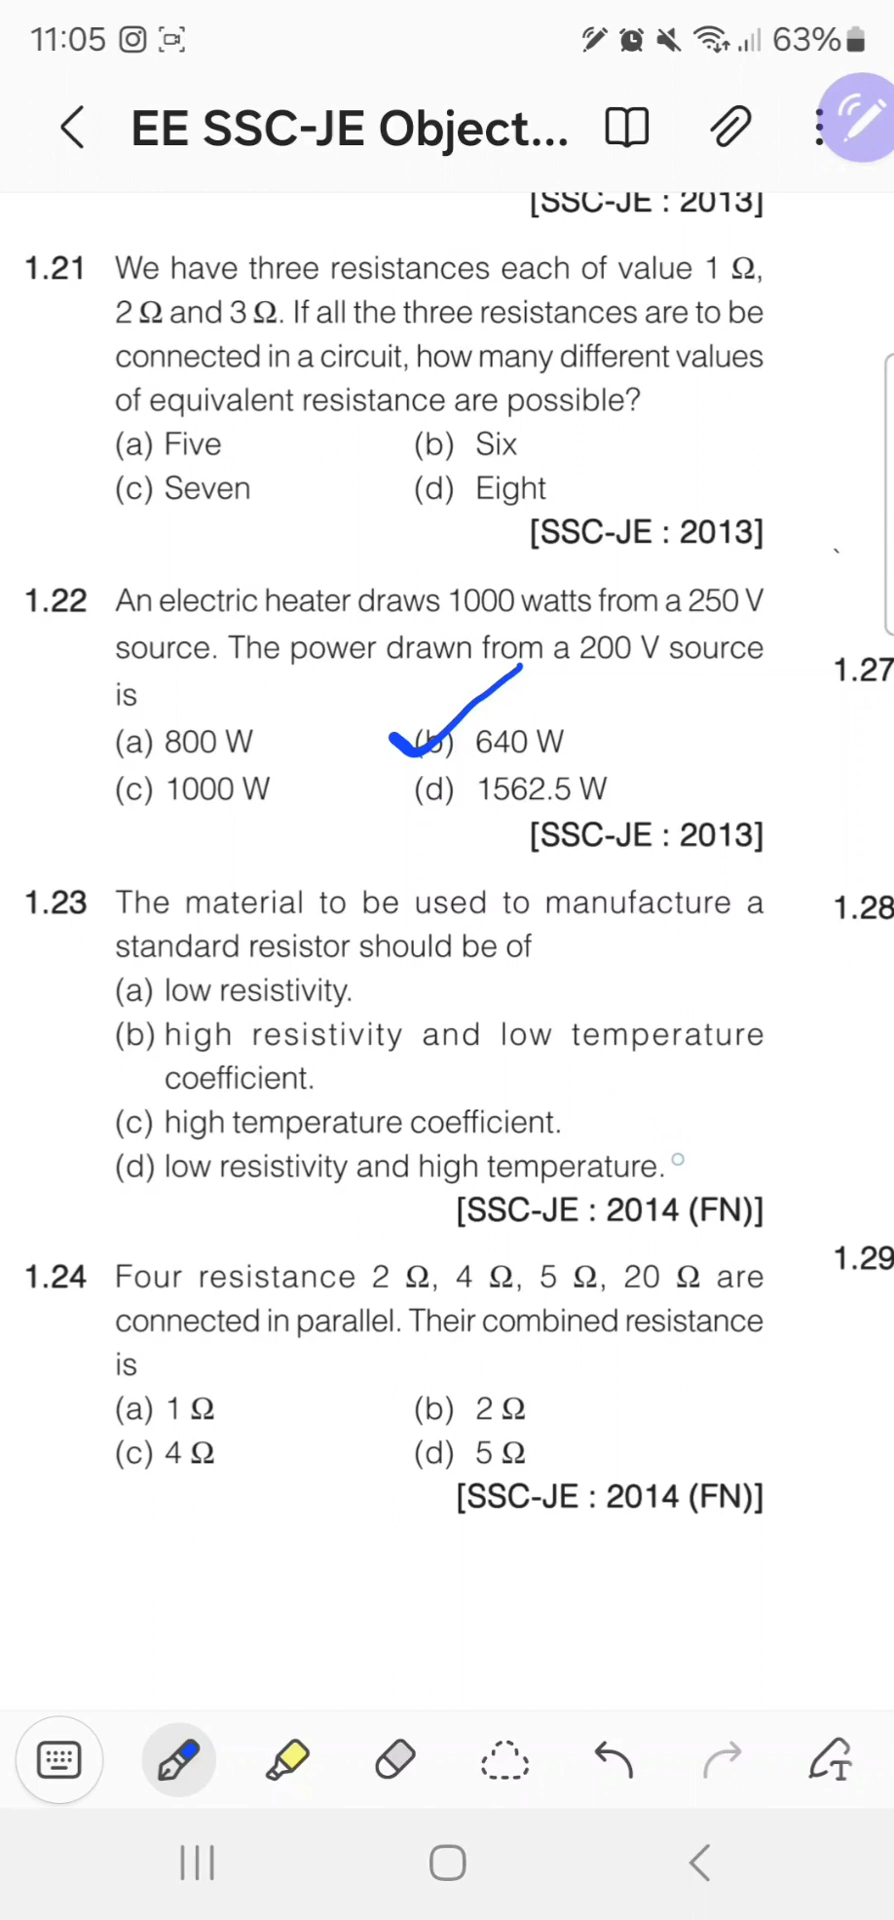 11:05 63%
EE SSC-JE Object...
[SSC-JE : 2013]
1.21 We have three resistances each of value 1 Ω,
2 Ω and 3 Ω. If all the three resistances are to be
connected in a circuit, how many different values
of equivalent resistance are possible?
(a) Five (b) Six
(c) Seven (d) Eight
[SSC-JE : 2013]
1.22 An electric heater draws 1000 watts from a 250 V
source. The power drawn from a 200 V source
is
(a) 800 W (b) 640 W
(c) 1000 W (d) 1562.5 W
[SSC-JE : 2013]
1.23 The material to be used to manufacture a
standard resistor should be of
(a) low resistivity.
(b) high resistivity and low temperature
coefficient.
(c) high temperature coefficient.
(d) low resistivity and high temperature.
[SSC-JE : 2014 (FN)]
1.24 Four resistance 2 Ω, 4 Ω, 5 Ω, 20 Ω are
connected in parallel. Their combined resistance
is
(a) 1 Ω (b) 2 Ω
(c) 4 Ω (d) 5 Ω
[SSC-JE : 2014 (FN)]
1.27
1.28
1.29
T